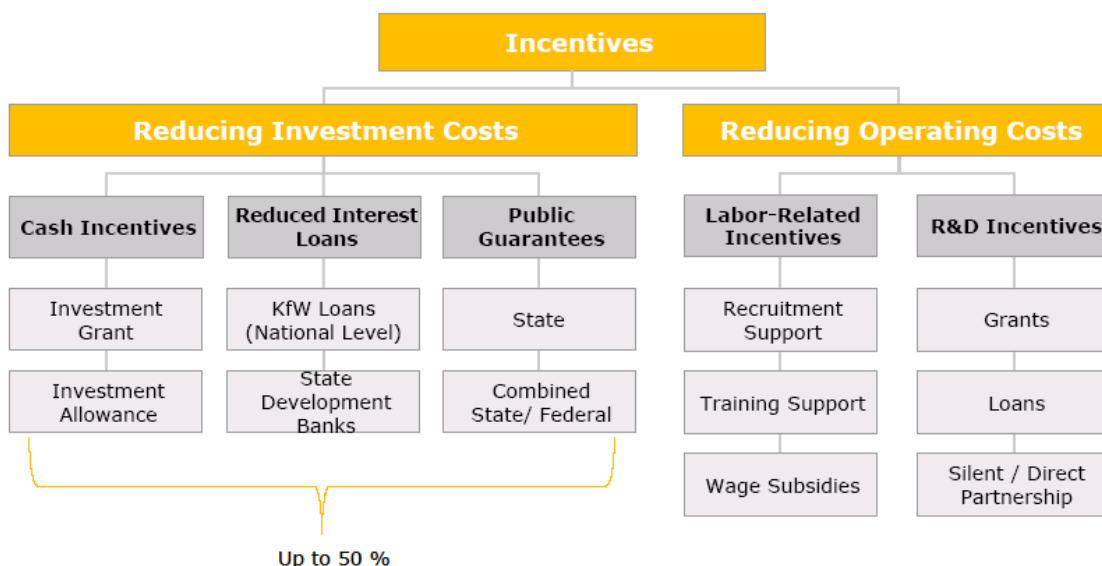 Incentives
Reducing Investment Costs
Reducing Operating Costs
Cash Incentives
Reduced Interest
Loans
Public
Guarantees
Labor-Related
Incentives
R&D Incentives
Investment
Grant
KfW Loans
(National Level)
State
Recruitment
Support
Grants
Investment
Allowance
State
Development
Banks
Combined
State/ Federal
Training Support
Loans
Wage Subsidies
Silent / Direct
Partnership
Up to 50 %